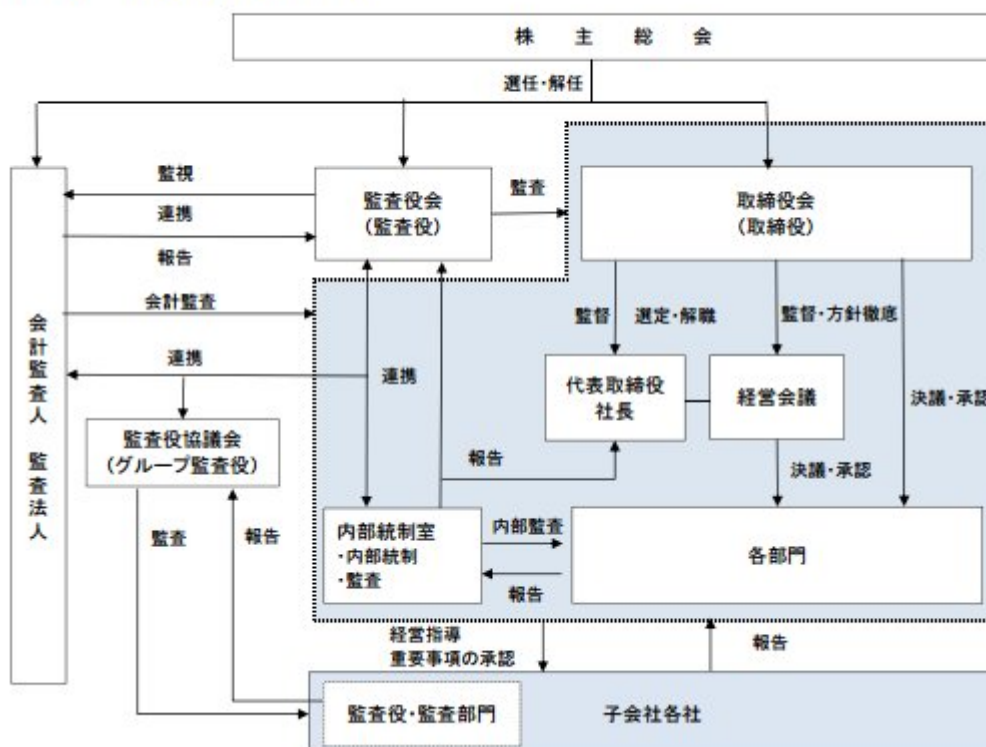 株 主 総 会
選任・解任
監視
連携
報告
会計監査
連携
会計監査人 監査法人
監査役会
(監査役)
監査
取締役会
(取締役)
監督
選定・解職
監督・方針徹底
決議・承認
代表取締役
社長
経営会議
連携
報告
決議・承認
監査役協議会
(グループ監査役)
監査
報告
内部統制室
・内部統制
・監査
内部監査
報告
各部門
経営指導
重要事項の承認
報告
監査役・監査部門
子会社各社